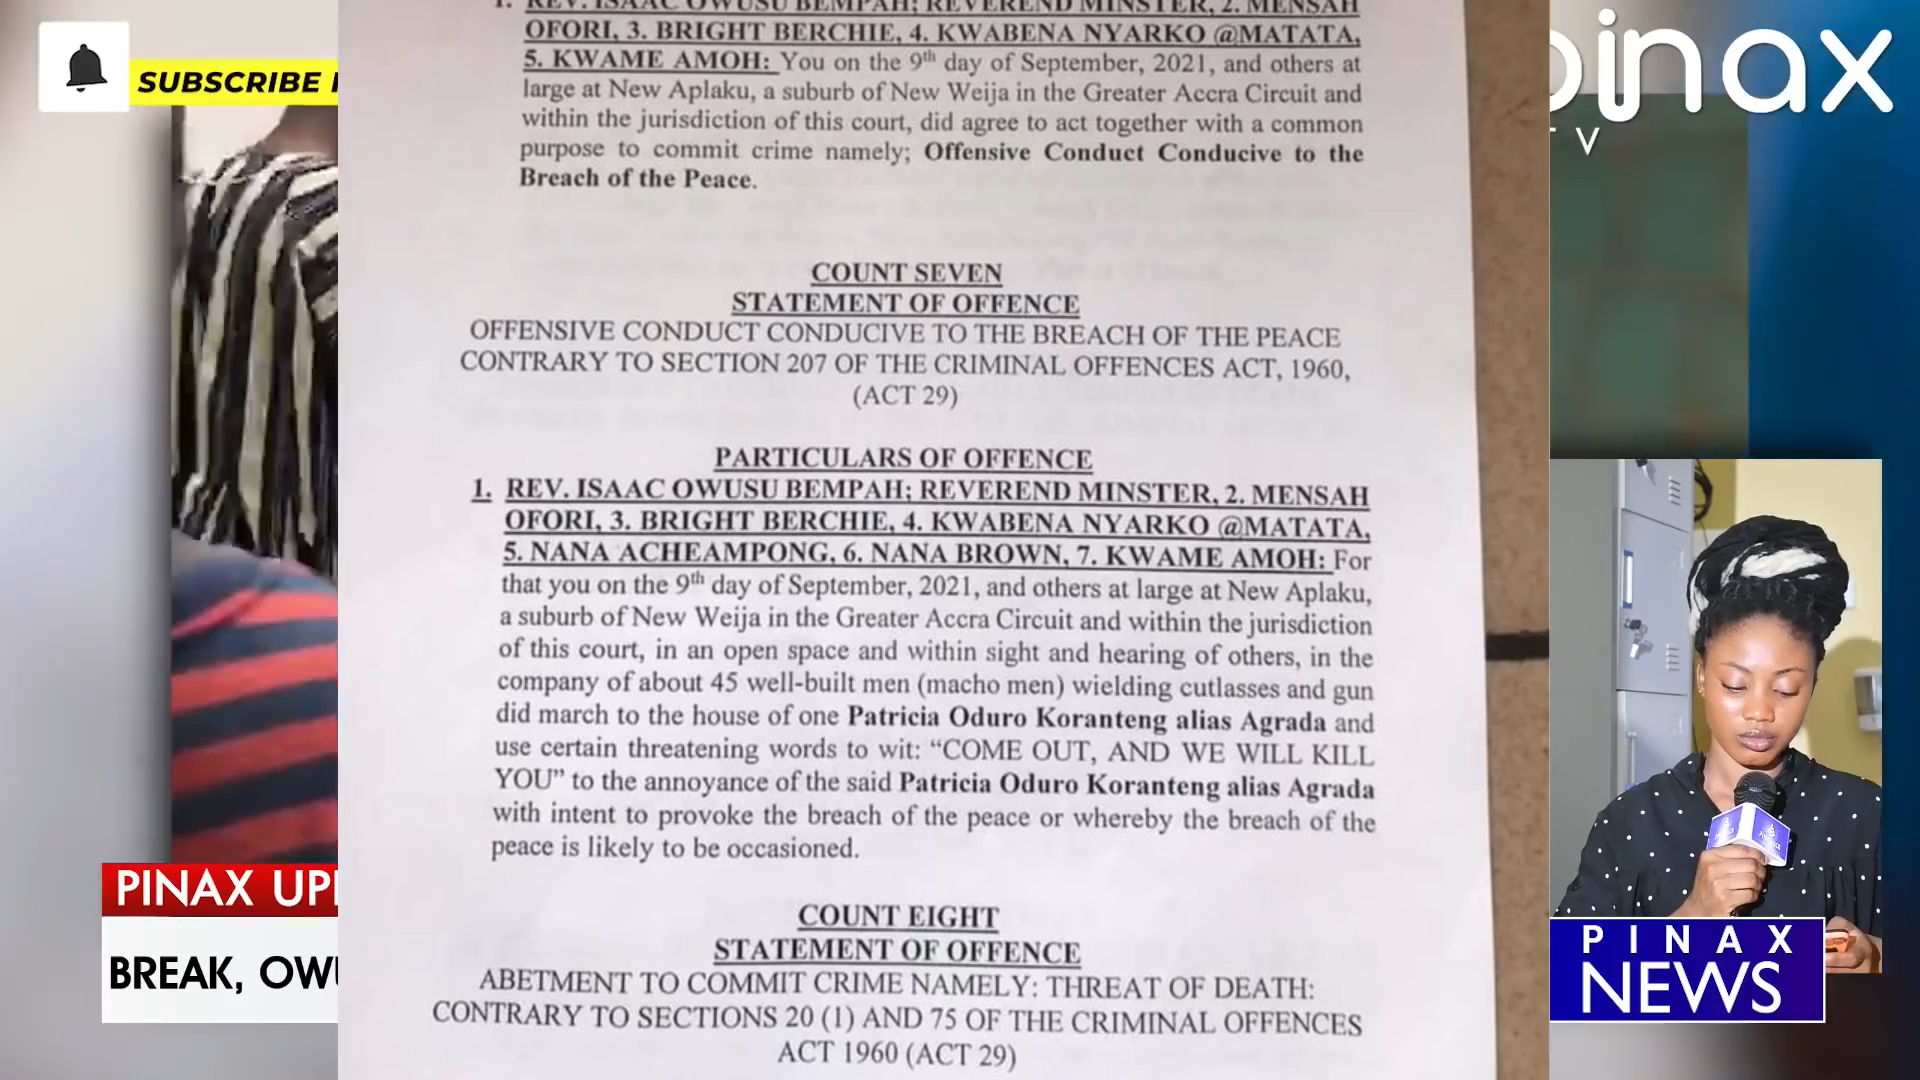 SUBSCRIBE
1. REV. ISAAC OWUSU BEMPAH; REVEREND MINSTER, 2. MENSAH
OFORI, 3. BRIGHT BERCHIE, 4. KWABENA NYARKO @MATATA,
5. KWAME AMOH: You on the 9th day of September, 2021, and others at
large at New Aplaku, a suburb of New Weija in the Greater Accra Circuit and
within the jurisdiction of this court, did agree to act together with a common
purpose to commit crime namely; Offensive Conduct Conducive to the
Breach of the Peace.
COUNT SEVEN
STATEMENT OF OFFENCE
OFFENSIVE CONDUCT CONDUCIVE TO THE BREACH OF THE PEACE
CONTRARY TO SECTION 207 OF THE CRIMINAL OFFENCES ACT, 1960,
(ACT 29)
PARTICULARS OF OFFENCE
1. REV. ISAAC OWUSU BEMPAH; REVEREND MINSTER, 2. MENSAH
OFORI, 3. BRIGHT BERCHIE, 4. KWABENA NYARKO @MATATA,
5. NANA ACHEAMPONG, 6. NANA BROWN, 7. KWAME AMOH: For
that you on the 9th day of September, 2021, and others at large at New Aplaku,
a suburb of New Weija in the Greater Accra Circuit and within the jurisdiction
of this court, in an open space and within sight and hearing of others, in the
company of about 45 well-built men (macho men) wielding cutlasses and gun
did march to the house of one Patricia Oduro Koranteng alias Agrada and
use certain threatening words to wit: “COME OUT, AND WE WILL KILL
YOU” to the annoyance of the said Patricia Oduro Koranteng alias Agrada
with intent to provoke the breach of the peace or whereby the breach of the
peace is likely to be occasioned.
COUNT EIGHT
STATEMENT OF OFFENCE
ABETMENT TO COMMIT CRIME NAMELY: THREAT OF DEATH:
CONTRARY TO SECTIONS 20 (1) AND 75 OF THE CRIMINAL OFFENCES
ACT 1960 (ACT 29)
pinax
TV
PINAX UP
BREAK, OWU
PINAX
NEWS